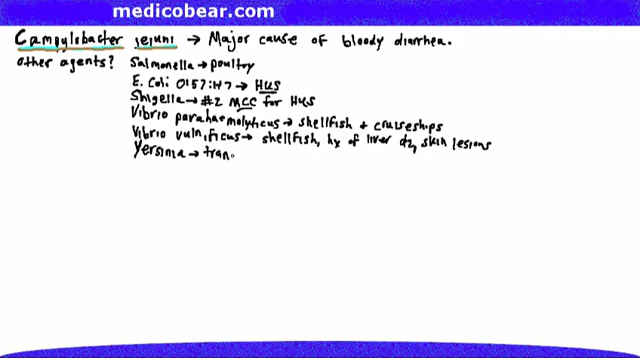 medicobear.com
Campylobacter jejuni → Major cause of bloody diarrhea.
other agents? Salmonella → poultry
E. Coli O157:H7 → HUS
Shigella → #2 MCC for HUS
Vibrio parahaemolyticus → shellfish + cruiseships
Vibrio vulnificus → shellfish, hx of liver dz, skin lesions
Yersinia → tran